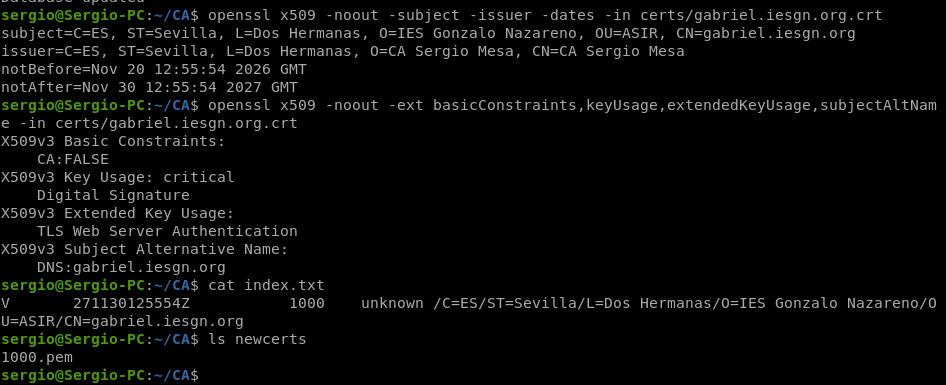 Database updated
sergio@Sergio-PC:~/CA$ openssl x509 -noout -subject -issuer -dates -in certs/gabriel.iesgn.org.crt
subject=C=ES, ST=Sevilla, L=Dos Hermanas, O=IES Gonzalo Nazareno, OU=ASIR, CN=gabriel.iesgn.org
issuer=C=ES, ST=Sevilla, L=Dos Hermanas, O=CA Sergio Mesa, CN=CA Sergio Mesa
notBefore=Nov 20 12:55:54 2026 GMT
notAfter=Nov 30 12:55:54 2027 GMT
sergio@Sergio-PC:~/CA$ openssl x509 -noout -ext basicConstraints,keyUsage,extendedKeyUsage,subjectAltNam
e -in certs/gabriel.iesgn.org.crt
X509v3 Basic Constraints:
    CA:FALSE
X509v3 Key Usage: critical
    Digital Signature
X509v3 Extended Key Usage:
    TLS Web Server Authentication
X509v3 Subject Alternative Name:
    DNS:gabriel.iesgn.org
sergio@Sergio-PC:~/CA$ cat index.txt
V       271130125554Z           1000    unknown /C=ES/ST=Sevilla/L=Dos Hermanas/O=IES Gonzalo Nazareno/O
U=ASIR/CN=gabriel.iesgn.org
sergio@Sergio-PC:~/CA$ ls newcerts
1000.pem
sergio@Sergio-PC:~/CA$